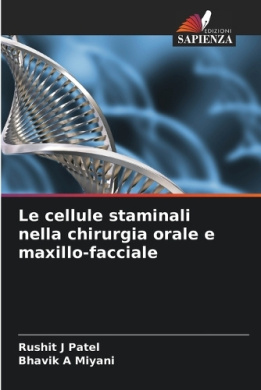 EDIZIONI
SAPIENZA
Le cellule staminali
nella chirurgia orale e
maxillo-facciale
Rushit J Patel
Bhavik A Miyani